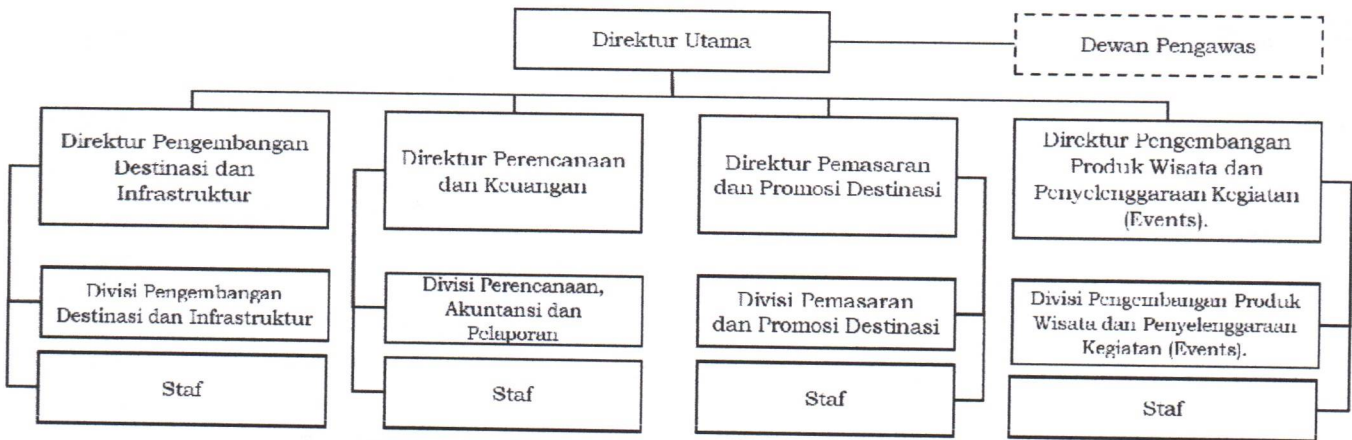 Direktur Utama
Dewan Pengawas
Direktur Pengembangan
Destinasi dan
Infrastruktur
Direktur Perencanaan
dan Keuangan
Direktur Pemasaran
dan Promosi Destinasi
Direktur Pengembangan
Produk Wisata dan
Penyelenggaraan Kegiatan
(Events).
Divisi Pengembangan
Destinasi dan Infrastruktur
Divisi Perencanaan,
Akuntansi dan
Pelaporan
Divisi Pemasaran
dan Promosi Destinasi
Divisi Pengembangan Produk
Wisata dan Penyelenggaraan
Kegiatan (Events).
Staf
Staf
Staf
Staf